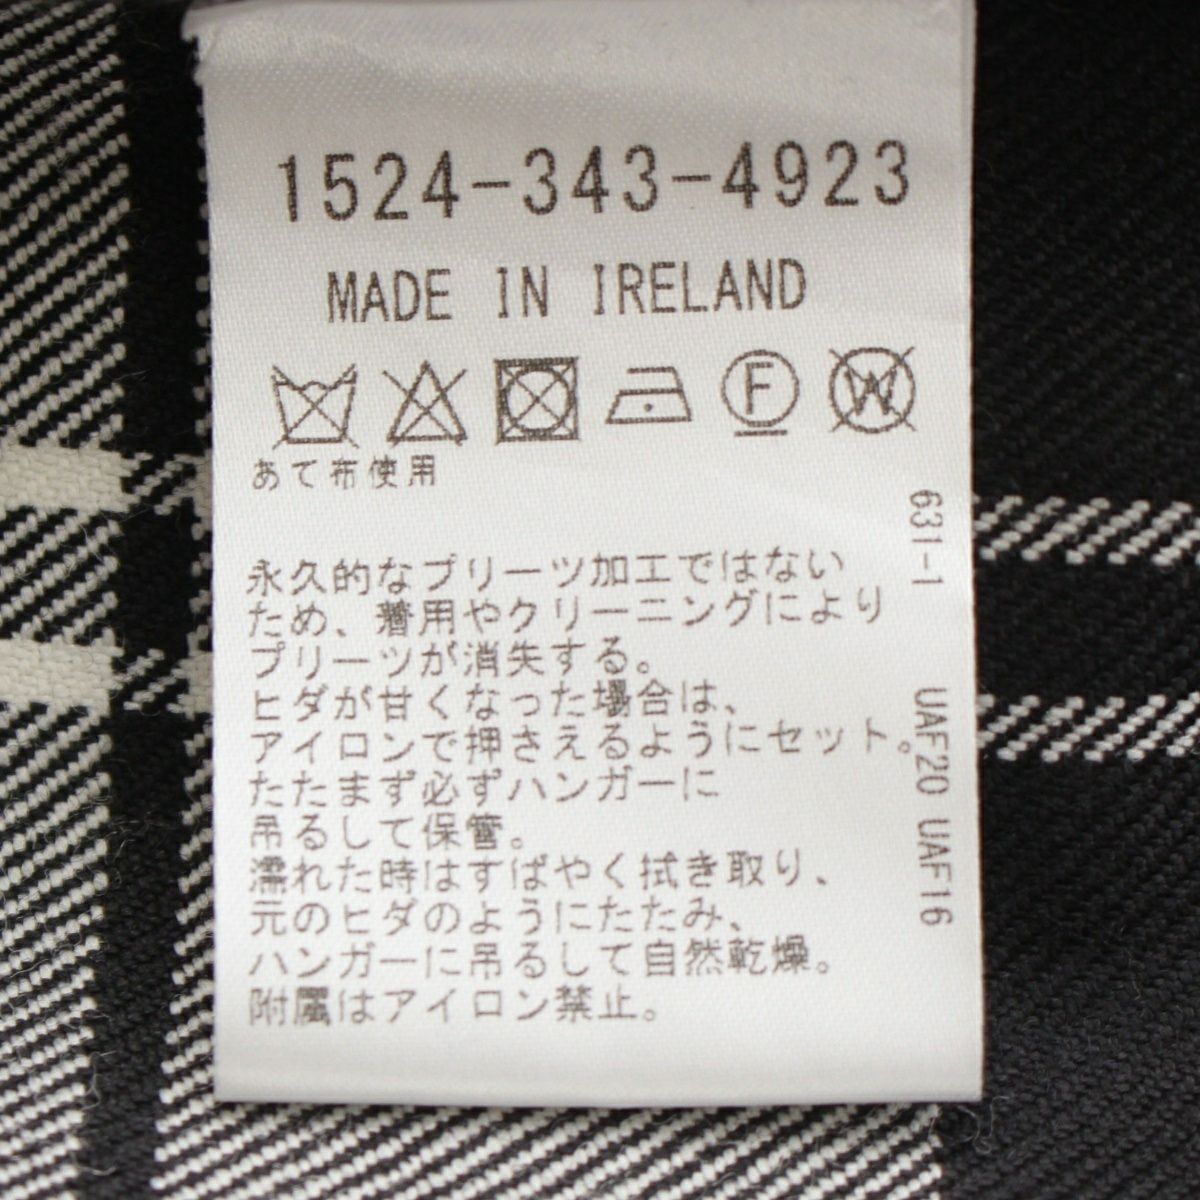 1524-343-4923
MADE IN IRELAND
F W
あて布使用
永久的なプリーツ加工ではない
ため、着用やクリーニングにより
プリーツが消失する。
ヒダが甘くなった場合は、
アイロンで押さえるようにセット。
たたまず必ずハンガーに
吊るして保管。
濡れた時はすばやく拭き取り、
元のヒダのようにたたみ、
ハンガーに吊るして自然乾燥。
附属はアイロン禁止。
631-1 UAF20 UAF16